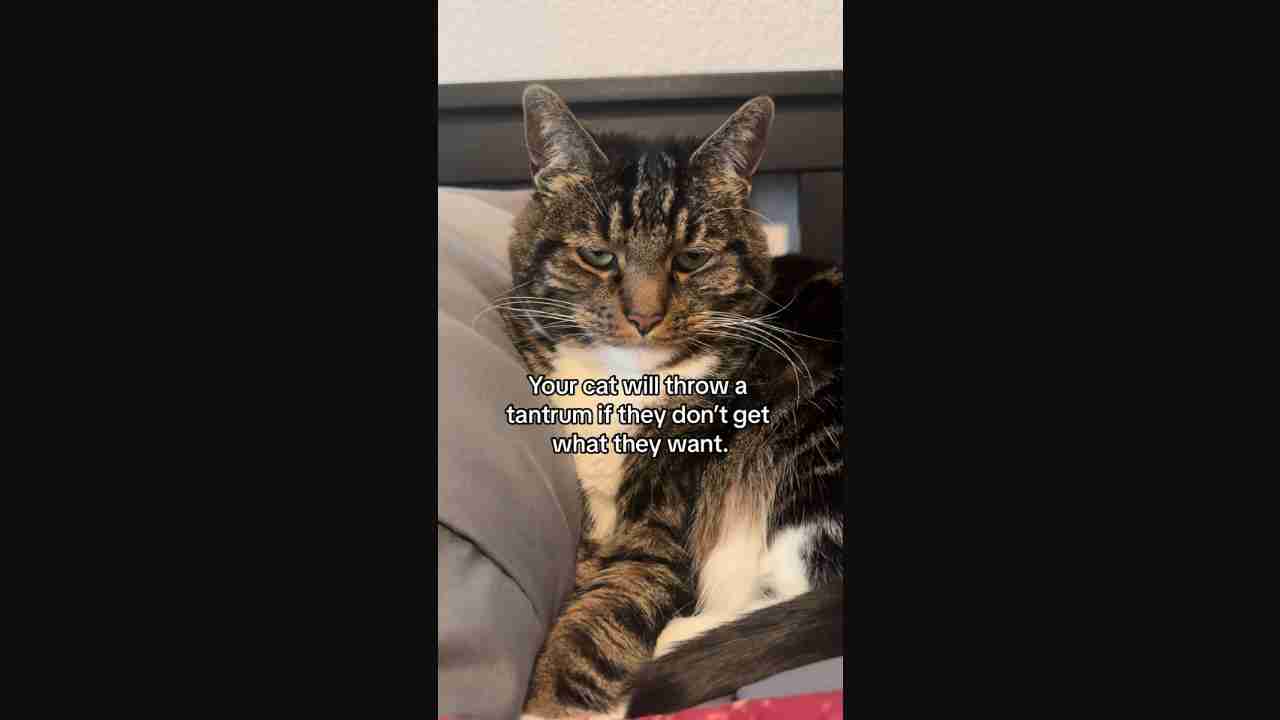 Your cat will throw a
tantrum if they don’t get
what they want.